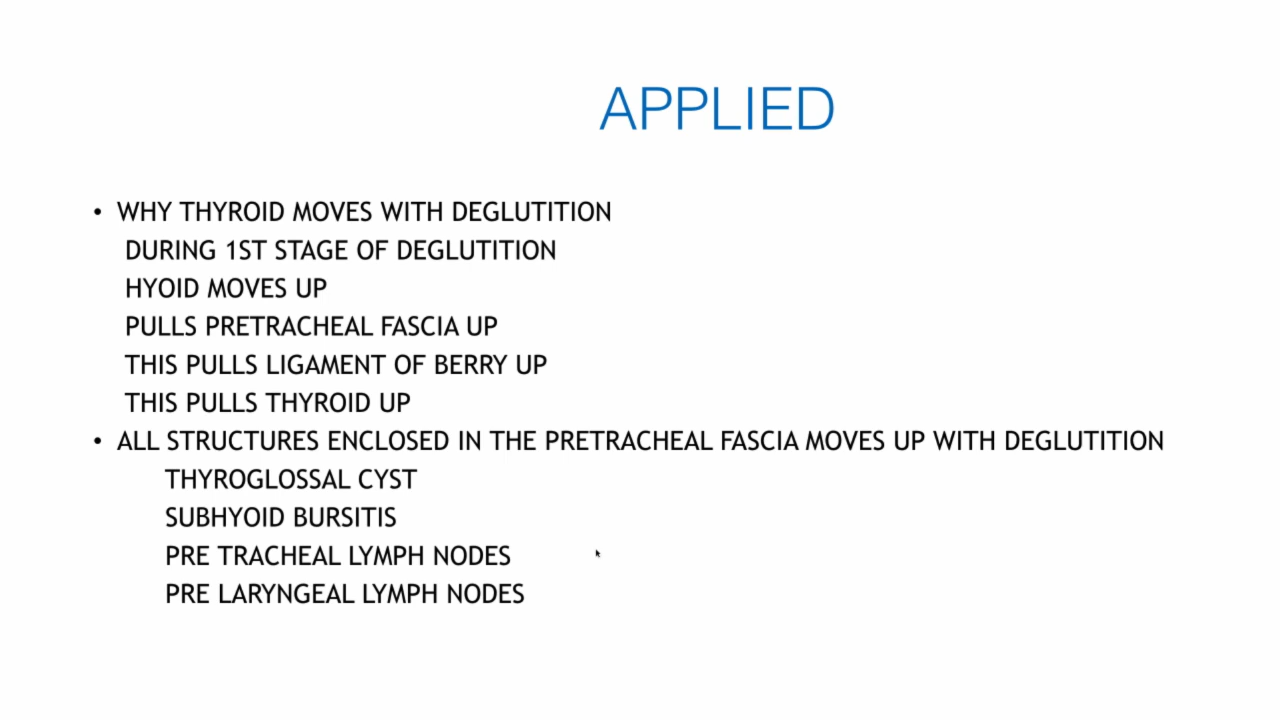 APPLIED
• WHY THYROID MOVES WITH DEGLUTITION
DURING 1ST STAGE OF DEGLUTITION
HYOID MOVES UP
PULLS PRETRACHEAL FASCIA UP
THIS PULLS LIGAMENT OF BERRY UP
THIS PULLS THYROID UP
• ALL STRUCTURES ENCLOSED IN THE PRETRACHEAL FASCIA MOVES UP WITH DEGLUTITION
THYROGLOSSAL CYST
SUBHYOID BURSITIS
PRE TRACHEAL LYMPH NODES
PRE LARYNGEAL LYMPH NODES